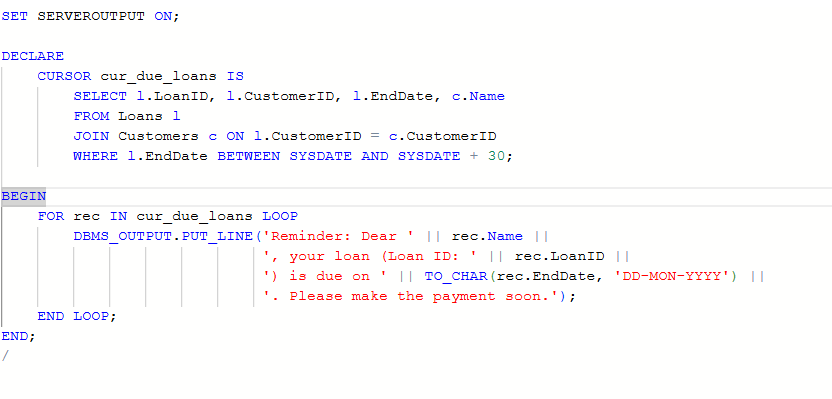 SET SERVEROUTPUT ON;
DECLARE
CURSOR cur_due_loans IS
SELECT l.LoanID, l.CustomerID, l.EndDate, c.Name
FROM Loans l
JOIN Customers c ON l.CustomerID = c.CustomerID
WHERE l.EndDate BETWEEN SYSDATE AND SYSDATE + 30;
BEGIN
FOR rec IN cur_due_loans LOOP
DBMS_OUTPUT.PUT_LINE('Reminder: Dear ' || rec.Name ||
', your loan (Loan ID: ' || rec.LoanID ||
') is due on ' || TO_CHAR(rec.EndDate, 'DD-MON-YYYY') ||
'. Please make the payment soon.');
END LOOP;
END;
/